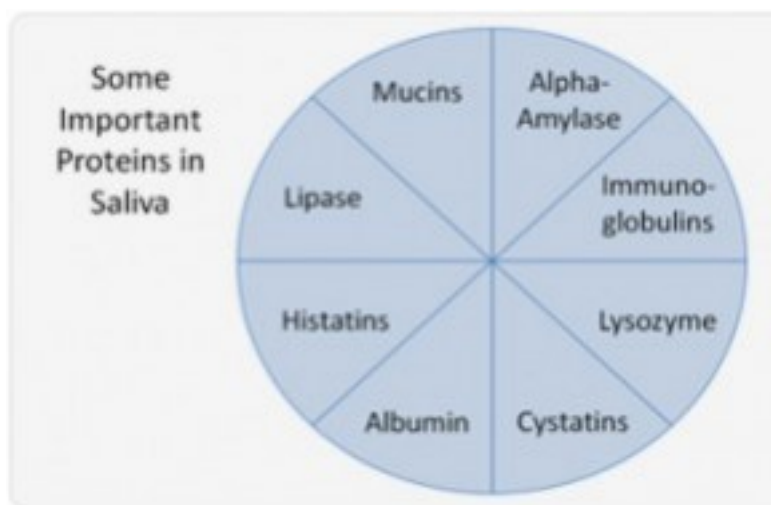 Some
Important
Proteins in
Saliva
Mucins
Alpha-
Amylase
Immuno-
globulins
Lysozyme
Cystatins
Albumin
Histatins
Lipase